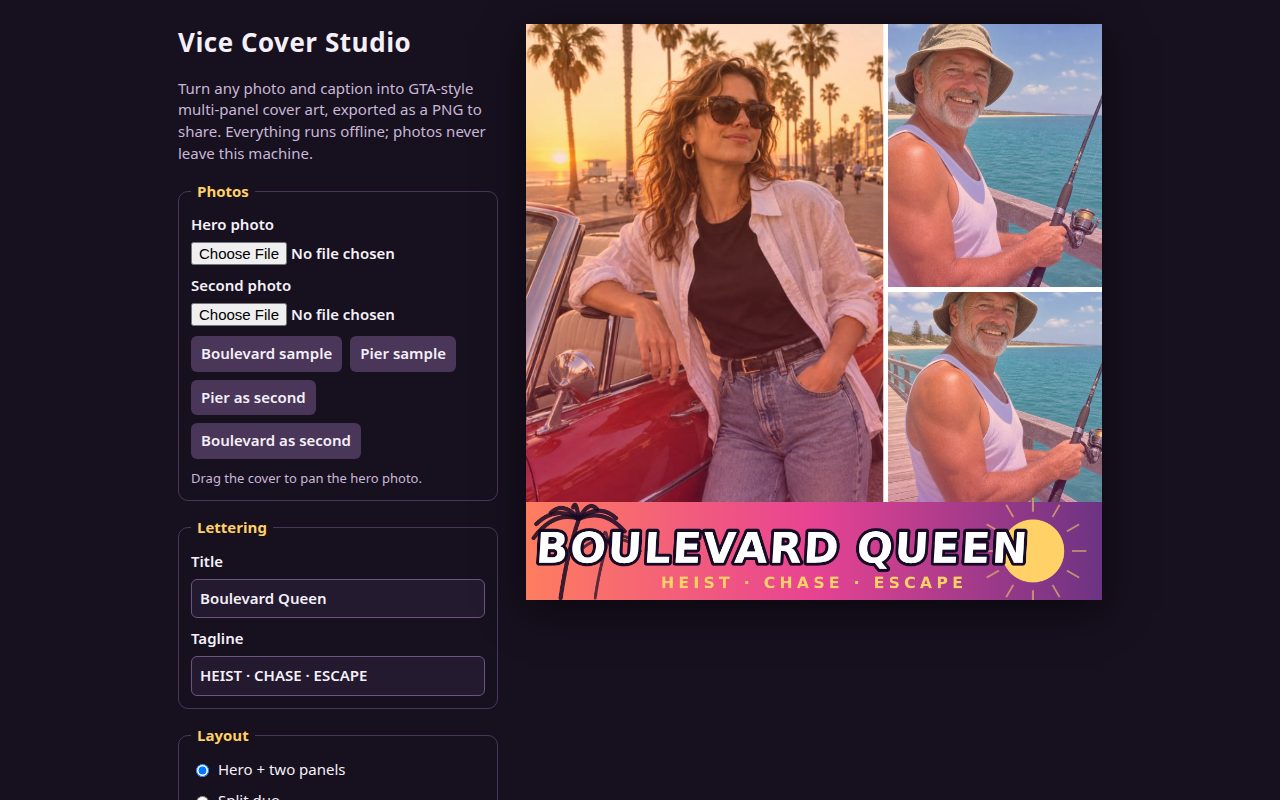 Vice Cover Studio
Turn any photo and caption into GTA-style
multi-panel cover art, exported as a PNG to
share. Everything runs offline; photos never
leave this machine.
Photos
Hero photo
Choose File No file chosen
Second photo
Choose File No file chosen
Boulevard sample Pier sample
Pier as second
Boulevard as second
Drag the cover to pan the hero photo.
Lettering
Title
Boulevard Queen
Tagline
HEIST · CHASE · ESCAPE
Layout
Hero + two panels
Split duo
BOULEVARD QUEEN
HEIST · CHASE · ESCAPE